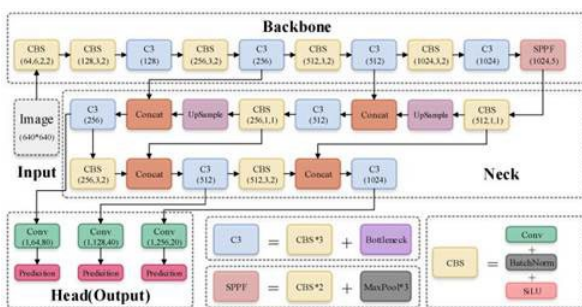 Backbone
CBS C3 CBS C3 CBS C3 CBS C3 SPPF
CBS
(64,6,2,2) (128,3,2) (128) (256,3,2) (256) (512,3,2) (512) (1024,3,2) (1024) (1024,5)
Image
(640*640)
Input
C3 Concat UpSample CBS C3 Concat UpSample CBS
(256) (256,1,1) (512) (512,1,1)
CBS Concat C3 CBS Concat C3
(256,3,2) (512) (512,3,2) (1024)
Neck
Conv Conv Conv
(1,64,80) (1,128,40) (1,256,20)
Prediction Prediction Prediction
Head(Output)
C3 = CBS*3 + Bottleneck
SPPF = CBS*2 + MaxPool*3
CBS = Conv
+
BatchNorm
+
SiLU